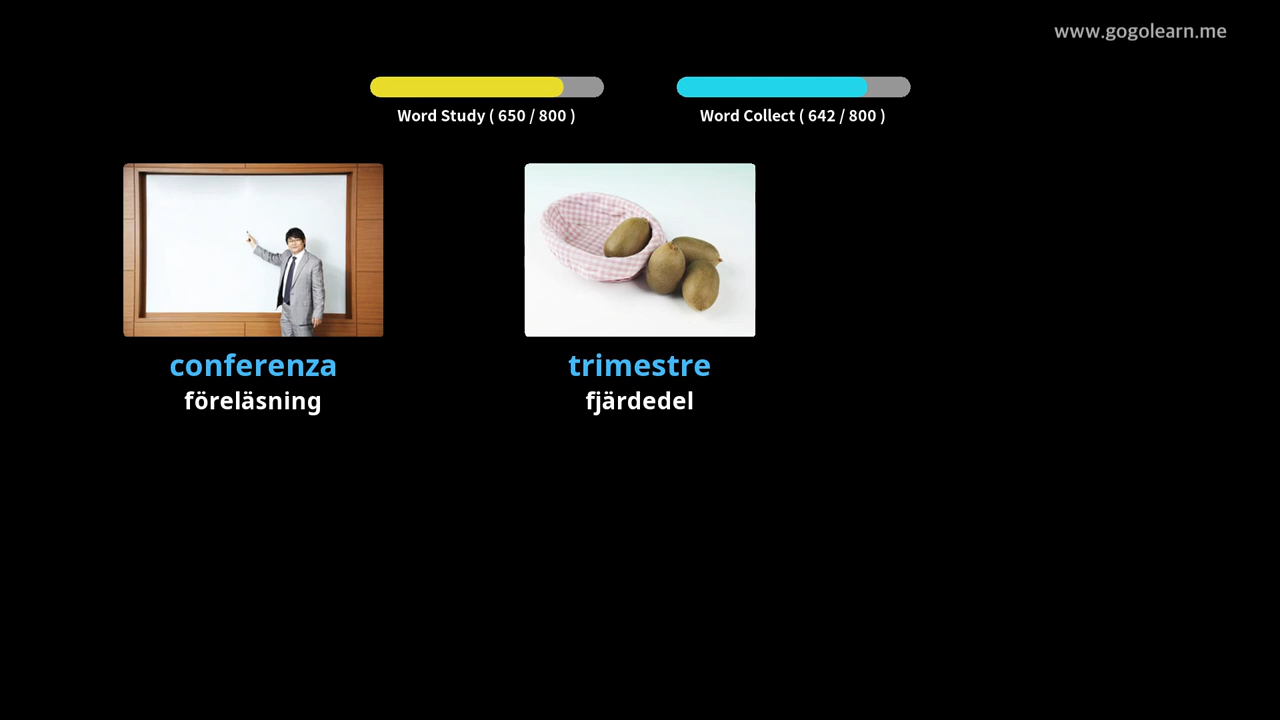 www.gogolearn.me
Word Study ( 650 / 800 )
Word Collect ( 642 / 800 )
conferenza
föreläsning
trimestre
fjärdedel